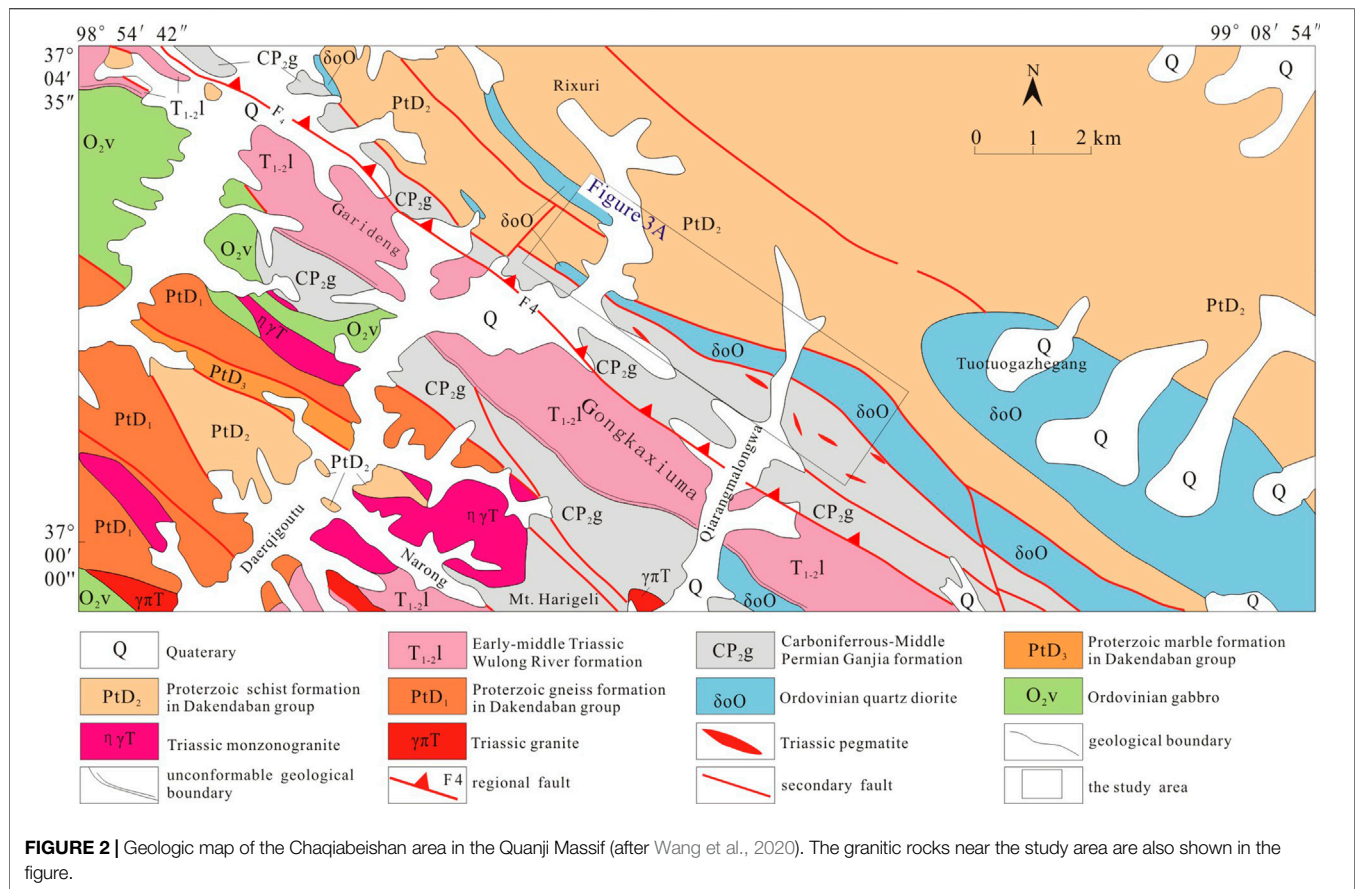 98° 54′ 42″
99° 08′ 54″
37°
04′
35″
CP₂g
δoO
T₁₋₂l
Q
F₄
PtD₂
Rixuri
N
0 1 2 km
Q
Q
O₂v
T₁₋₂l
Garideng
CP₂g
δoO
Figure 3A
PtD₂
O₂v
CP₂g
PtD₁
ηγT
O₂v
F4
Q
PtD₂
CP₂g
δoO
Q
Tuotuogazhegang
PtD₃
CP₂g
T₁₋₂l
Gongkaxiuma
δoO
δoO
PtD₁
PtD₂
Q
Q
Q
PtD₂
Qiarangmalongwa
PtD₁
ηγT
CP₂g
CP₂g
37°
00′
00″
Daerqigoutu
Narong
δoO
T₁₋₂l
γπT
O₂v
γπT
T₁₋₂l
Mt. Harigeli
Q
δoO
Q
Q
Q Quaterary
T₁₋₂l Early-middle Triassic
Wulong River formation
CP₂g Carboniferrous-Middle
Permian Ganjia formation
PtD₃ Proterzoic marble formation
in Dakendaban group
PtD₂ Proterzoic schist formation
in Dakendaban group
PtD₁ Proterzoic gneiss formation
in Dakendaban group
δoO Ordovinian quartz diorite
O₂v Ordovinian gabbro
ηγT Triassic monzonogranite
γπT Triassic granite
Triassic pegmatite
geological boundary
unconformable geological
boundary
F4 regional fault
secondary fault
the study area
FIGURE 2 | Geologic map of the Chaqiabeishan area in the Quanji Massif (after Wang et al., 2020). The granitic rocks near the study area are also shown in the
figure.